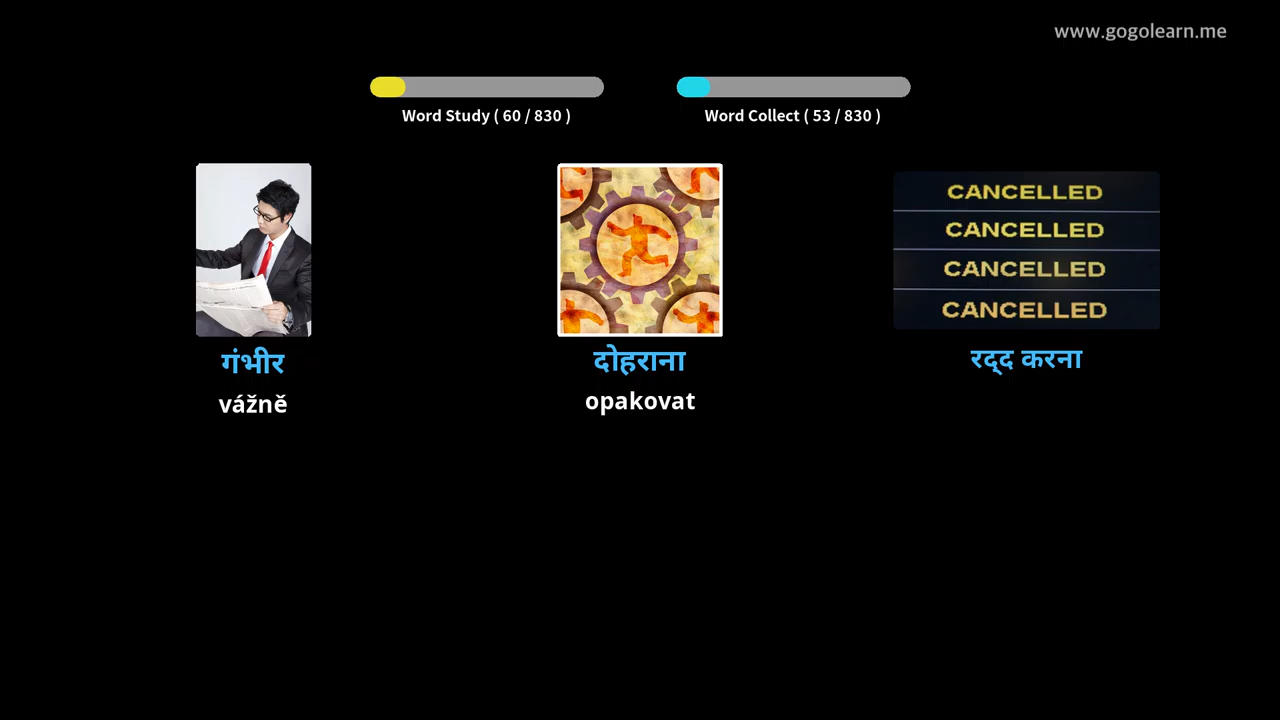 www.gogolearn.me
Word Study ( 60 / 830 )
Word Collect ( 53 / 830 )
CANCELLED
CANCELLED
CANCELLED
CANCELLED
गंभीर
दोहराना
रद्द करना
vážně
opakovat